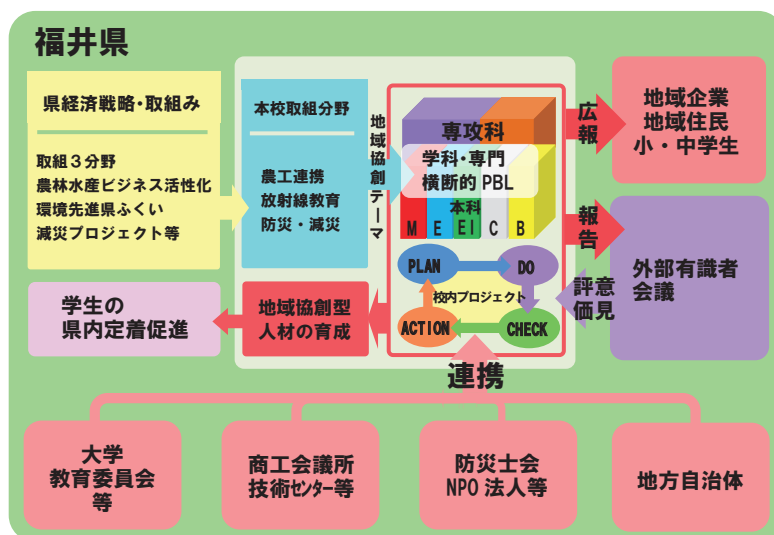 福井県
県経済戦略・取組み
取組3分野
農林水産ビジネス活性化
環境先進県ふくい
減災プロジェクト等
本校取組分野
農工連携
放射線教育
防災・減災
地域協創テーマ
専攻科
学科・専門
横断的 PBL
本科
M E EI C B
PLAN
DO
校内プロジェクト
ACTION
CHECK
広報
地域企業
地域住民
小・中学生
報告
評価
意見
外部有識者
会議
地域協創型
人材の育成
学生の
県内定着促進
連携
大学
教育委員会
等
商工会議所
技術センター等
防災士会
NPO 法人等
地方自治体